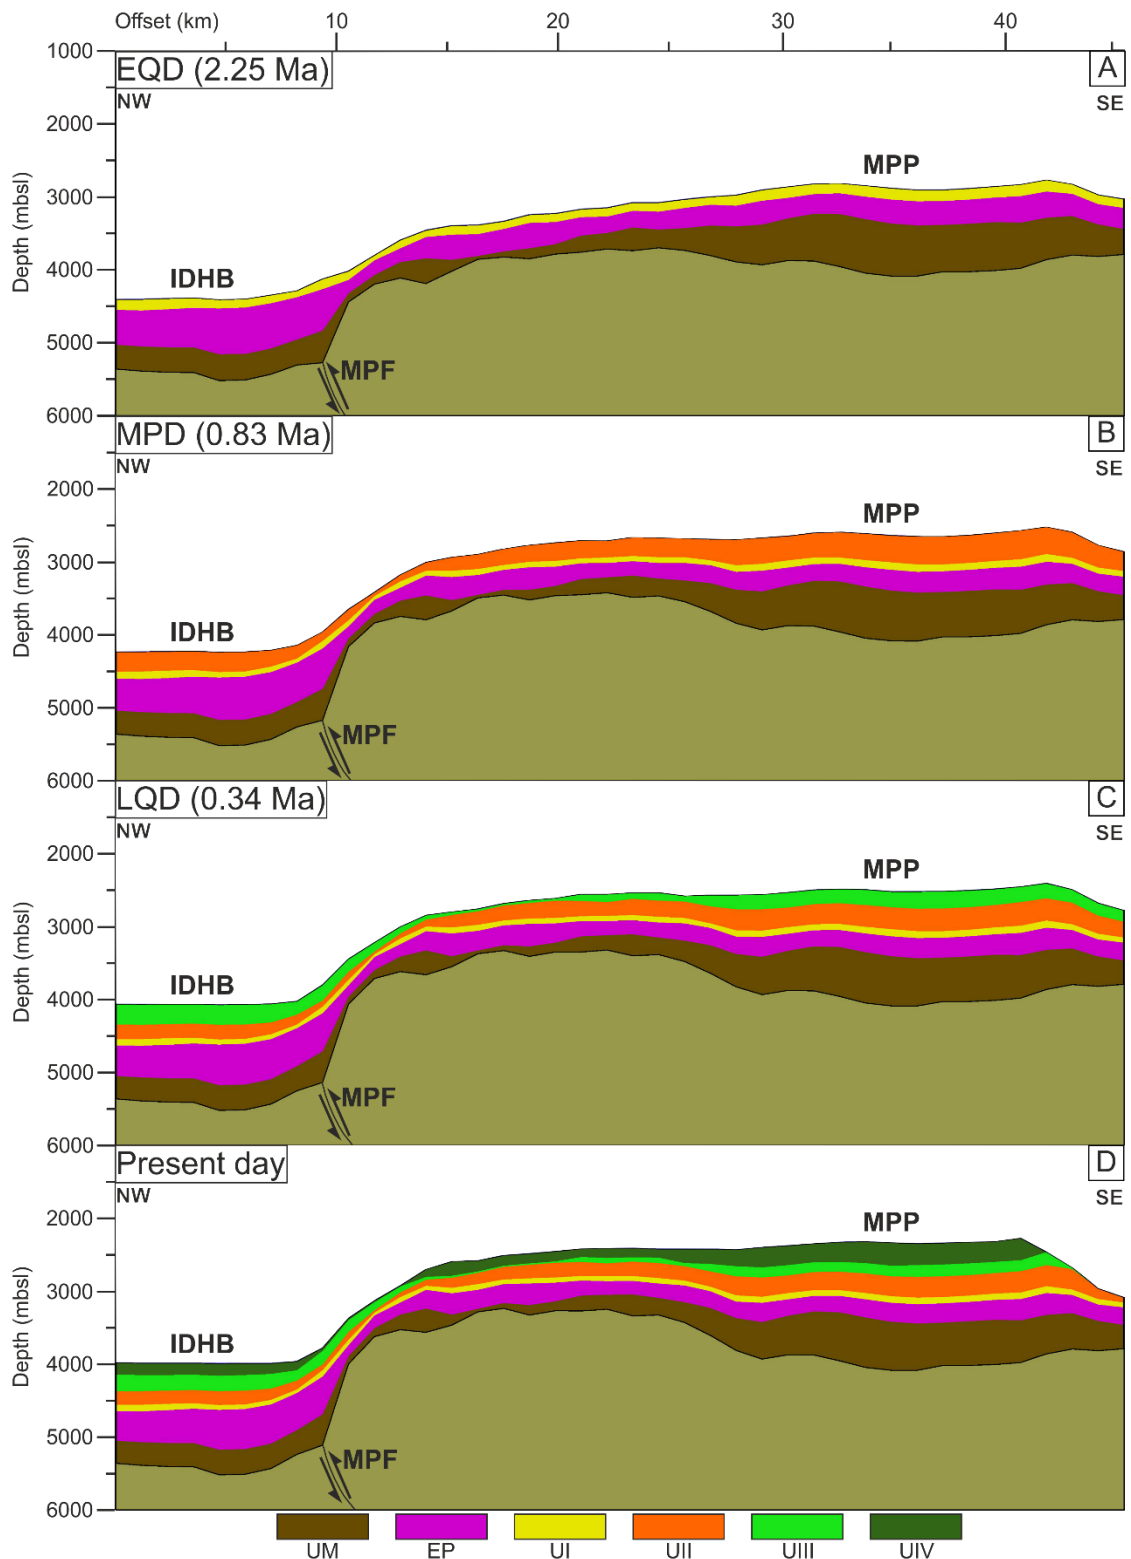 Offset (km) 10 20 30 40
1000
EQD (2.25 Ma) A
NW SE
2000
MPP
3000
Depth (mbsl)
IDHB
4000
5000
MPF
6000
MPD (0.83 Ma) B
NW SE
2000
MPP
3000
Depth (mbsl)
IDHB
4000
5000
MPF
6000
LQD (0.34 Ma) C
NW SE
2000
MPP
3000
Depth (mbsl)
IDHB
4000
5000
MPF
6000
Present day D
NW SE
2000
MPP
3000
Depth (mbsl)
IDHB
4000
5000
MPF
6000
UM EP UI UII UIII UIV